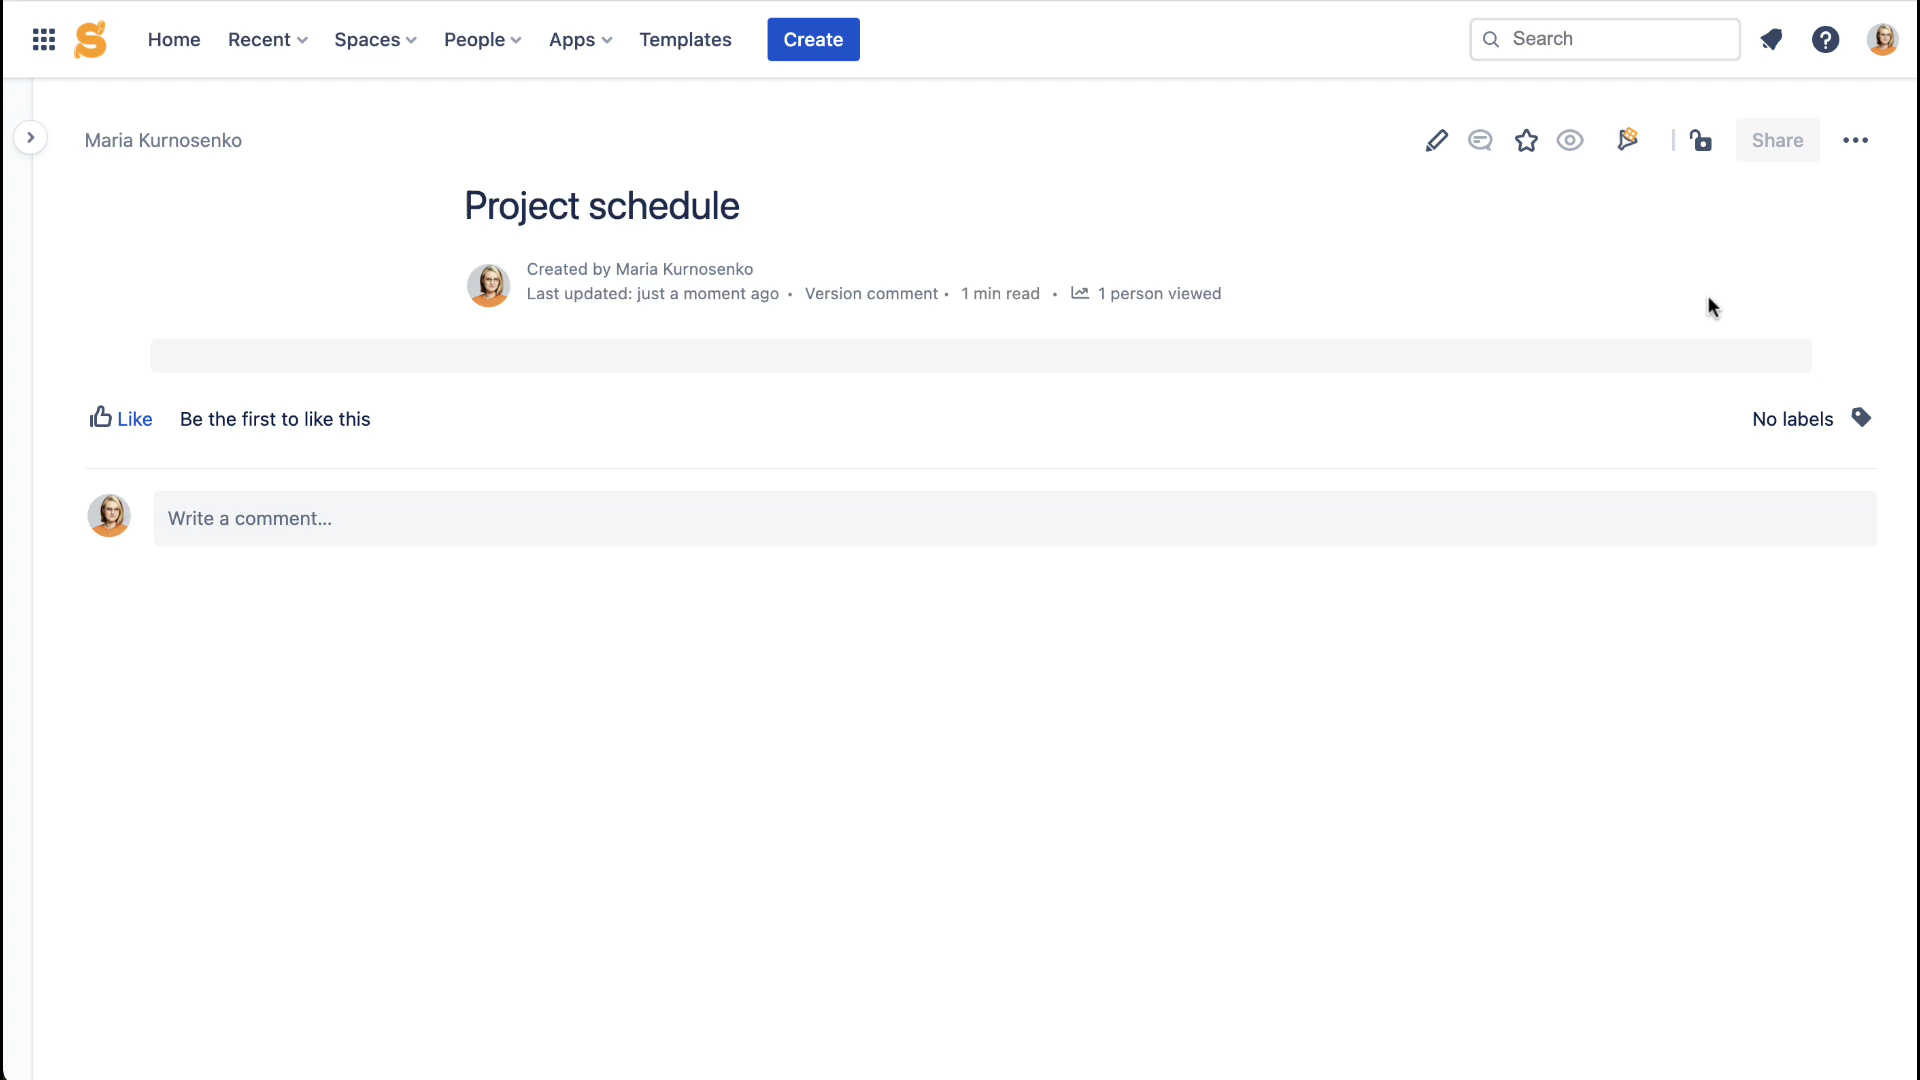 Home Recent Spaces People Apps Templates Create Search
Maria Kurnosenko
Share
Project schedule
Created by Maria Kurnosenko
Last updated: just a moment ago • Version comment • 1 min read • 1 person viewed
Like Be the first to like this No labels
Write a comment...